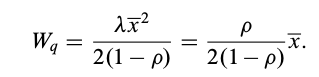 W_q = \frac{\lambda \overline{x}^2}{2(1 - \rho)} = \frac{\rho}{2(1 - \rho)} \overline{x}.